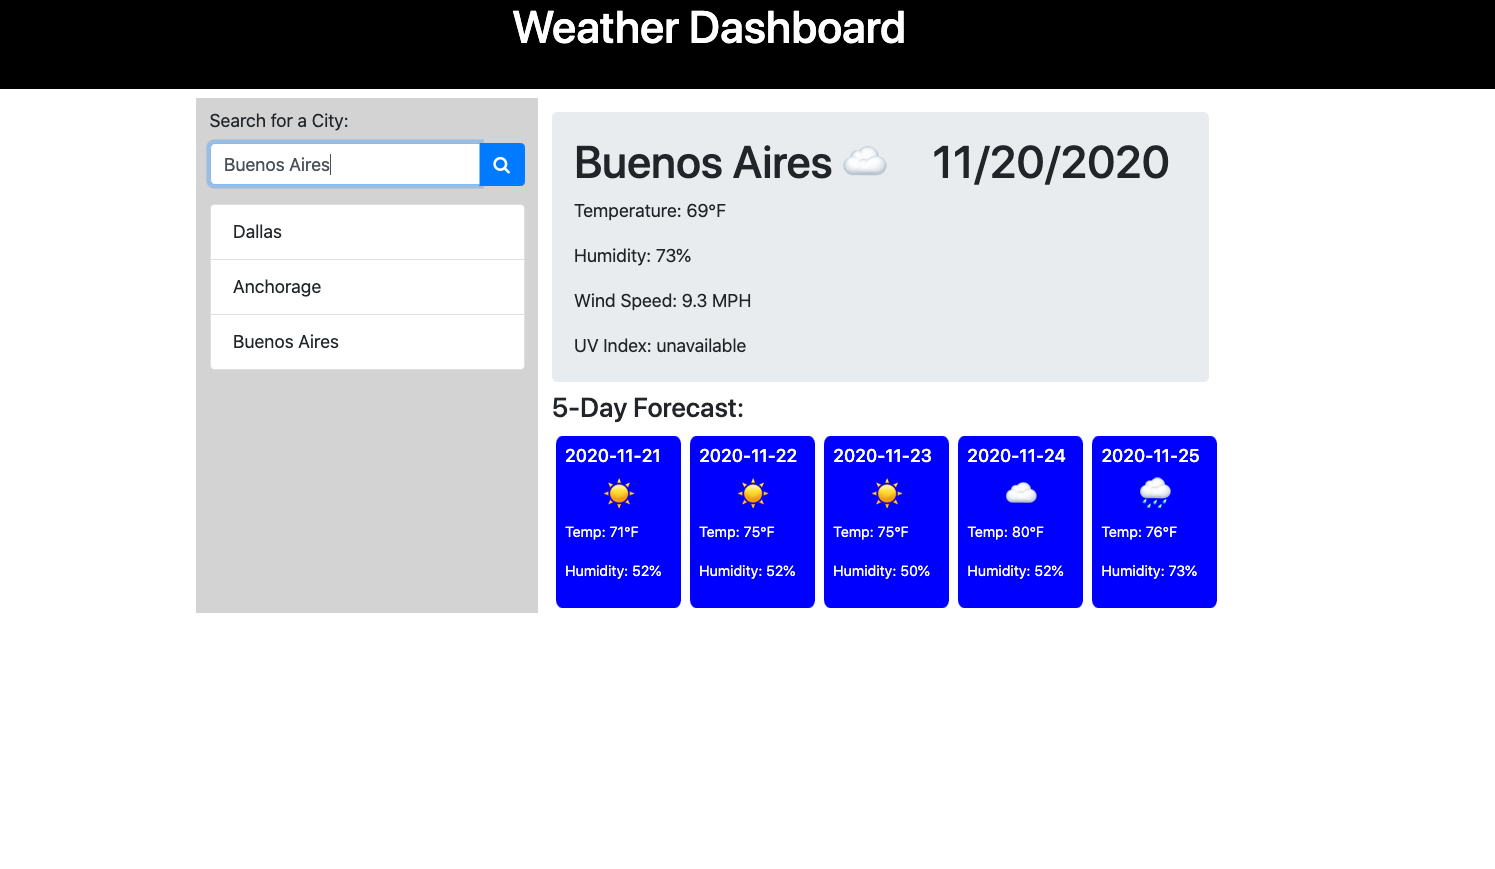 Weather Dashboard
Search for a City:
Buenos Aires
Dallas
Anchorage
Buenos Aires
Buenos Aires 11/20/2020
Temperature: 69°F
Humidity: 73%
Wind Speed: 9.3 MPH
UV Index: unavailable
5-Day Forecast:
2020-11-21
Temp: 71°F
Humidity: 52%
2020-11-22
Temp: 75°F
Humidity: 52%
2020-11-23
Temp: 75°F
Humidity: 50%
2020-11-24
Temp: 80°F
Humidity: 52%
2020-11-25
Temp: 76°F
Humidity: 73%